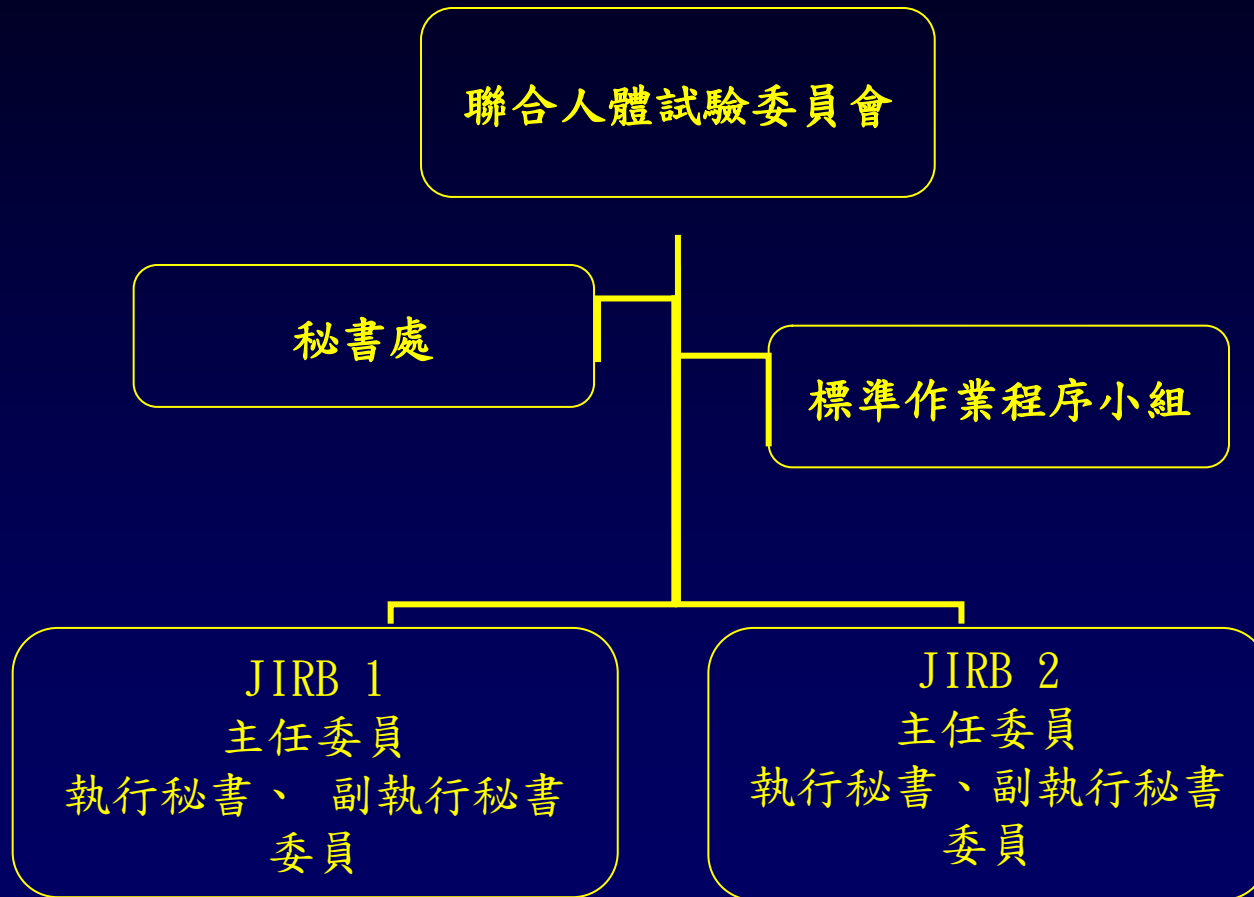 聯合人體試驗委員會
秘書處
標準作業程序小組
JIRB 1
主任委員
執行秘書、 副執行秘書
委員
JIRB 2
主任委員
執行秘書、副執行秘書
委員